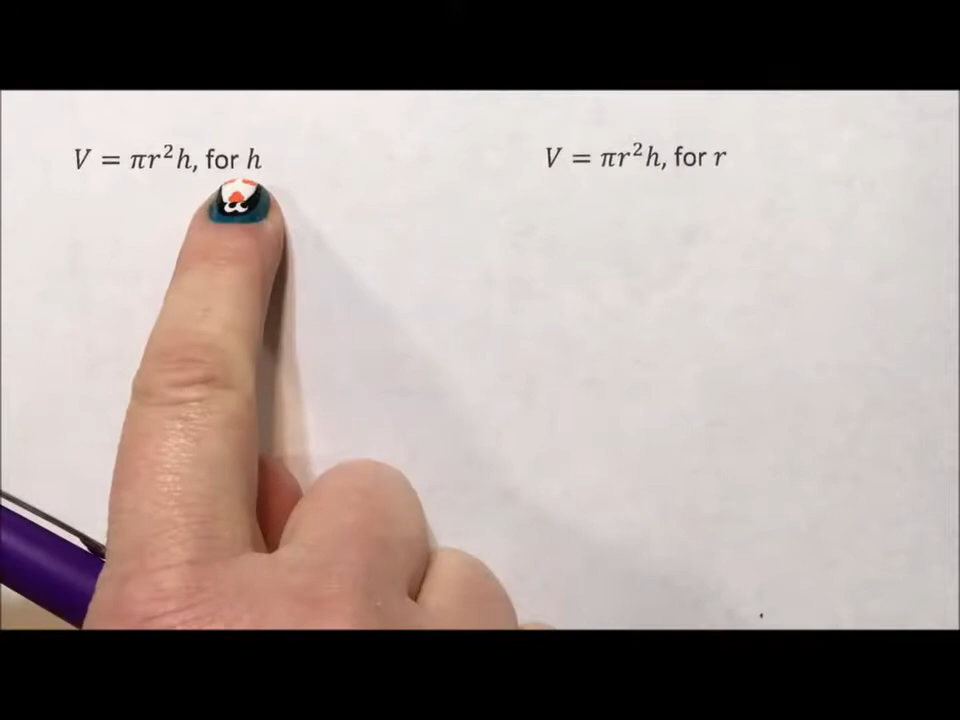 V = πr²h, for h
V = πr²h, for r